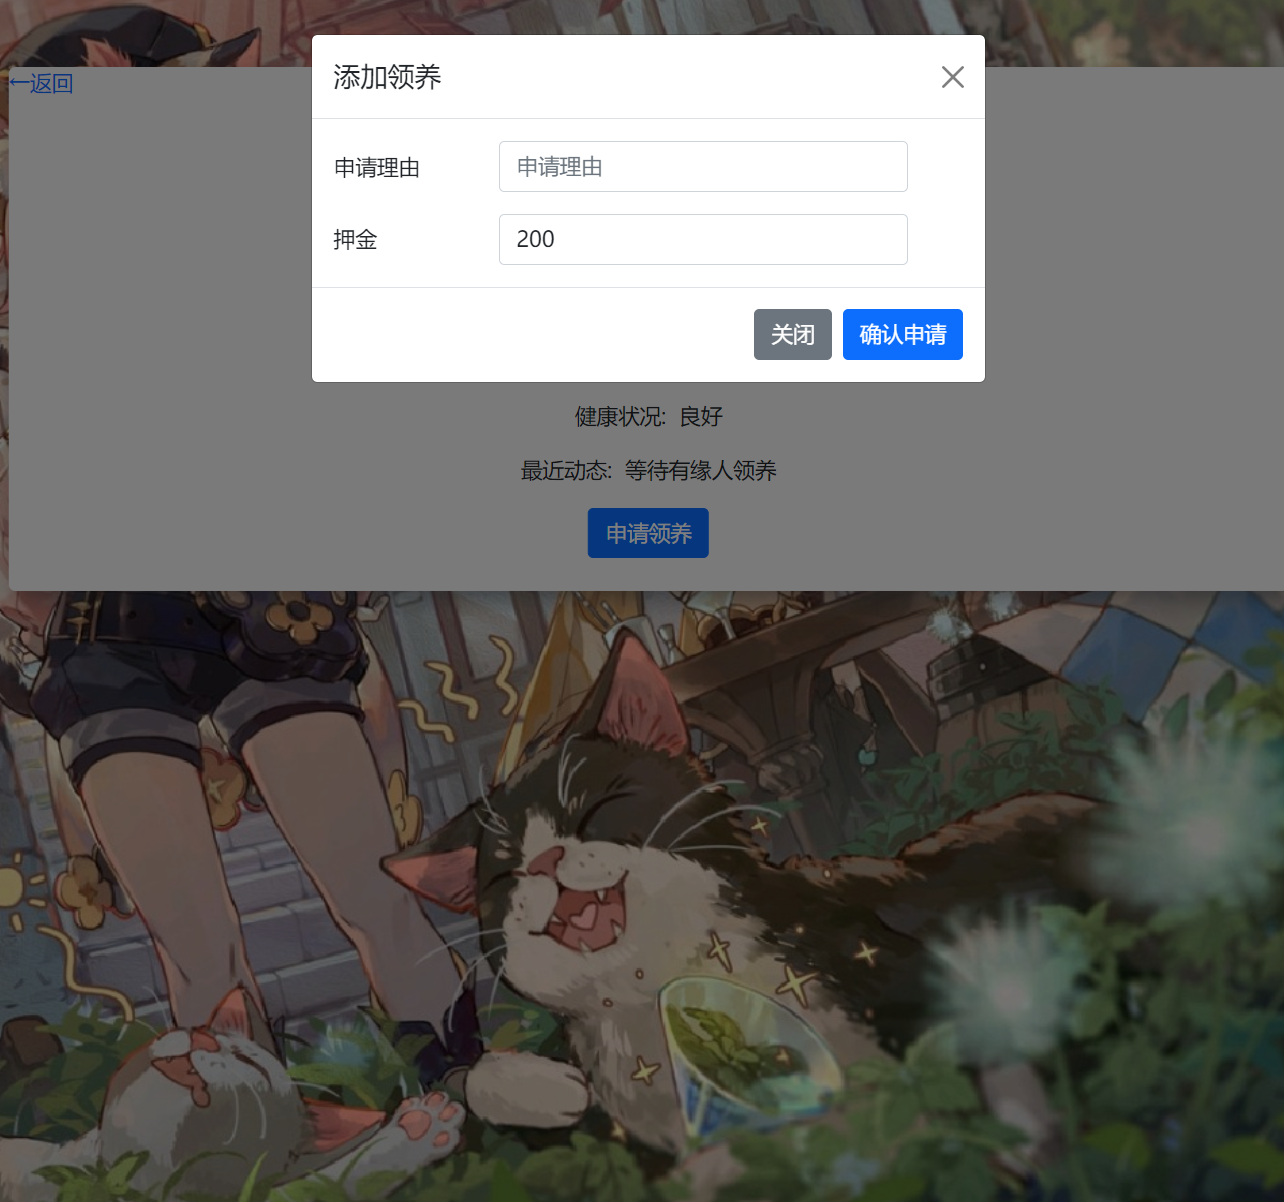 添加领养
←返回
申请理由 申请理由
押金 200
关闭 确认申请
健康状况: 良好
最近动态: 等待有缘人领养
申请领养